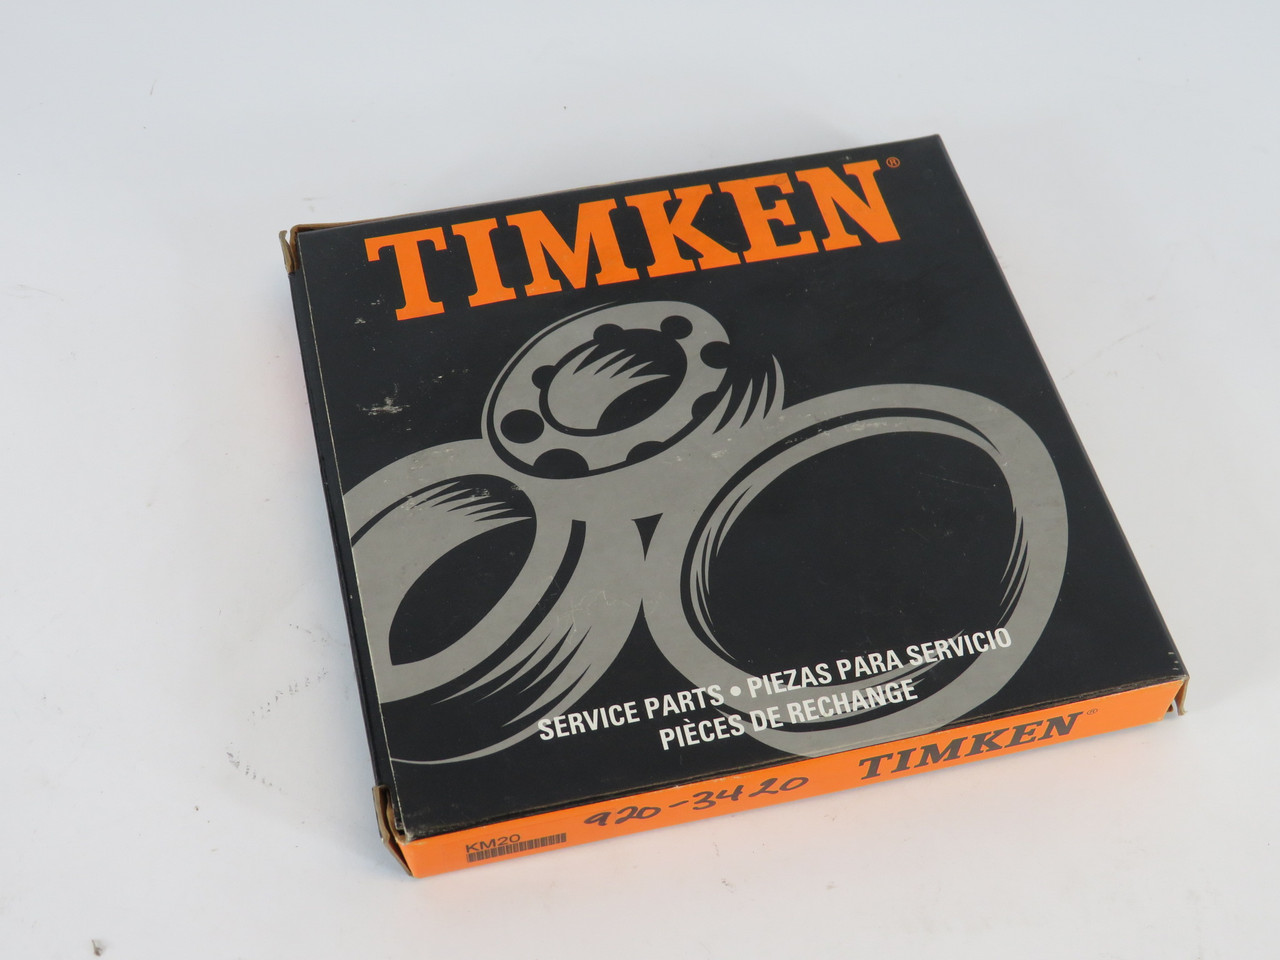 TIMKEN®
SERVICE PARTS • PIEZAS PARA SERVICIO
PIÈCES DE RECHANGE
TIMKEN®
920-3420
KM20